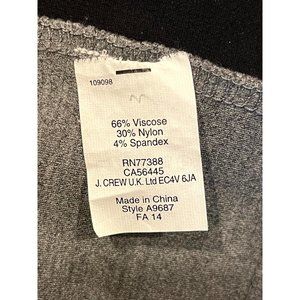 109098
66% Viscose
30% Nylon
4% Spandex
RN77388
CA56445
J. CREW U.K. Ltd EC4V 6JA
Made in China
Style A9687
FA 14